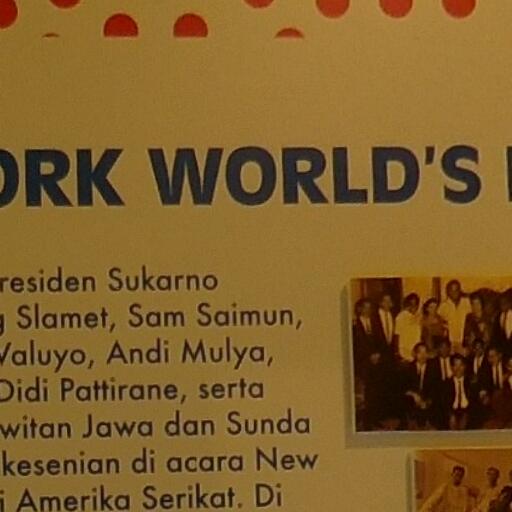 ORK WORLD'S
residen Sukarno
g Slamet, Sam Saimun,
Waluyo, Andi Mulya,
Didi Pattirane, serta
witan Jawa dan Sunda
kesenian di acara New
i Amerika Serikat. Di